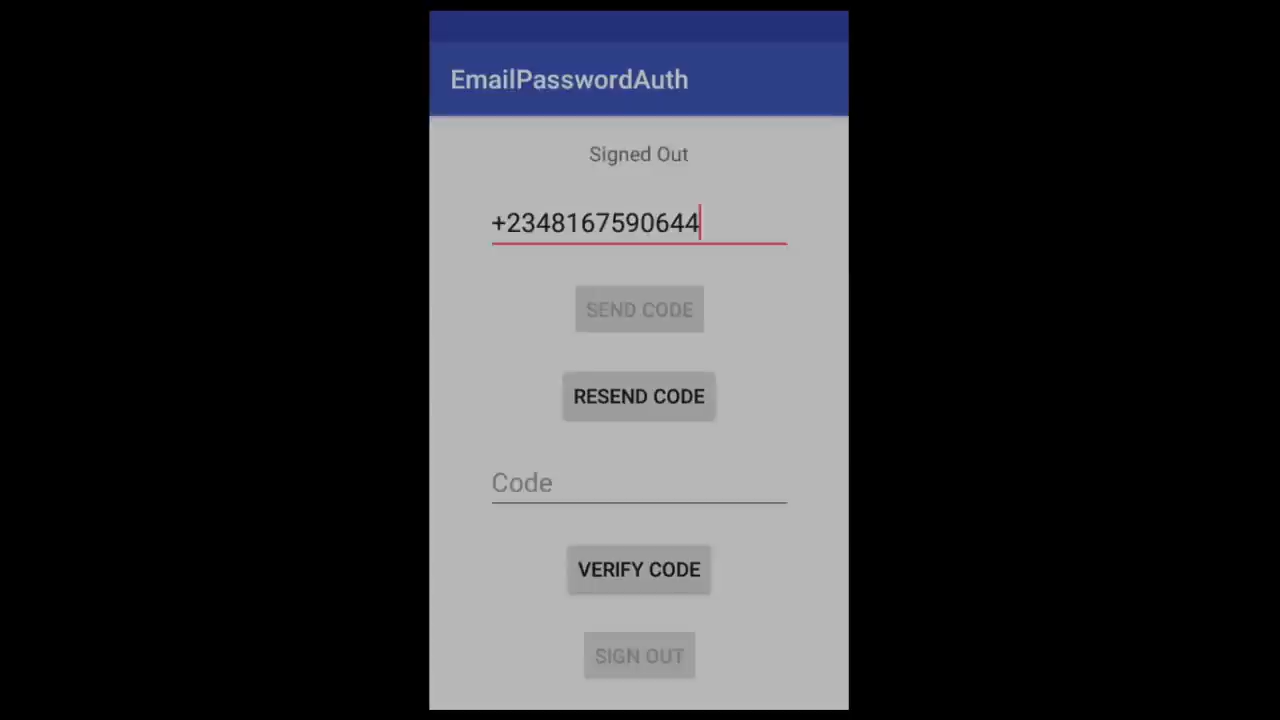 EmailPasswordAuth
Signed Out
+2348167590644
SEND CODE
RESEND CODE
Code
VERIFY CODE
SIGN OUT